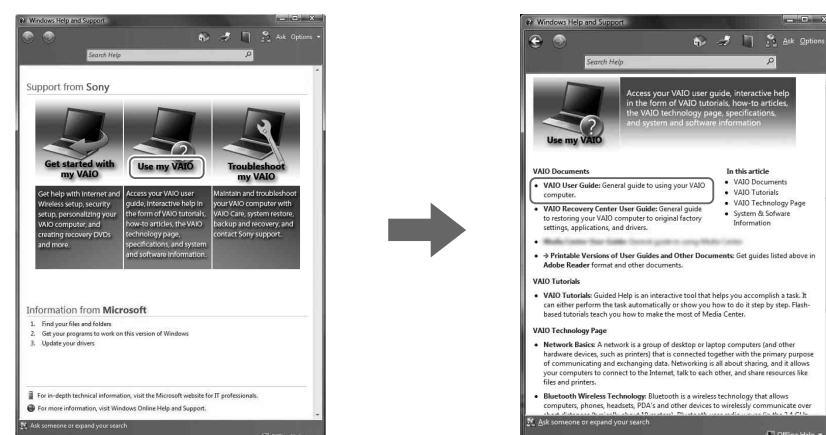 Windows Help and Support
Ask Options
Search Help
Support from Sony
Get started with
my VAIO
Get help with Internet and
Wireless setup, security
setup, personalizing your
VAIO computer, and
creating recovery DVDs
and more.
Use my VAIO
Access your VAIO user
guide, interactive help in
the form of VAIO tutorials,
how-to articles, the VAIO
technology page,
specifications, and system
and software information.
Troubleshoot
my VAIO
Maintain and troubleshoot
your VAIO computer with
VAIO Care, system restore,
backup and recovery, and
contact Sony support.
Information from Microsoft
1. Find your files and folders
2. Get your programs to work on this version of Windows
3. Update your drivers
For in-depth technical information, visit the Microsoft website for IT professionals.
For more information, visit Windows Online Help and Support.
Ask someone or expand your search
Windows Help and Support
Ask Options
Search Help
Use my VAIO
Access your VAIO user guide, interactive help
in the form of VAIO tutorials, how-to articles,
the VAIO technology page, specifications,
and system and software information
VAIO Documents
• VAIO User Guide: General guide to using your VAIO
computer.
• VAIO Recovery Center User Guide: General guide
to restoring your VAIO computer to original factory
settings, applications, and drivers.
• → Printable Versions of User Guides and Other Documents: Get guides listed above in
Adobe Reader format and other documents.
In this article
• VAIO Documents
• VAIO Tutorials
• VAIO Technology Page
• System & Sofware
Information
VAIO Tutorials
• VAIO Tutorials: Guided Help is an interactive tool that helps you accomplish a task. It
can either perform the task automatically or show you how to do it step by step. Flash-
based tutorials teach you how to make the most of Media Center.
VAIO Technology Page
• Network Basics: A network is a group of desktop or laptop computers (and other
hardware devices, such as printers) that is connected together with the primary purpose
of communicating and exchanging data. Networking is all about sharing, and it allows
your computers to connect to the Internet, talk to each other, and share resources like
files and printers.
• Bluetooth Wireless Technology: Bluetooth is a wireless technology that allows
computers, phones, headsets, PDA's and other devices to wirelessly communicate over
Ask someone or expand your search